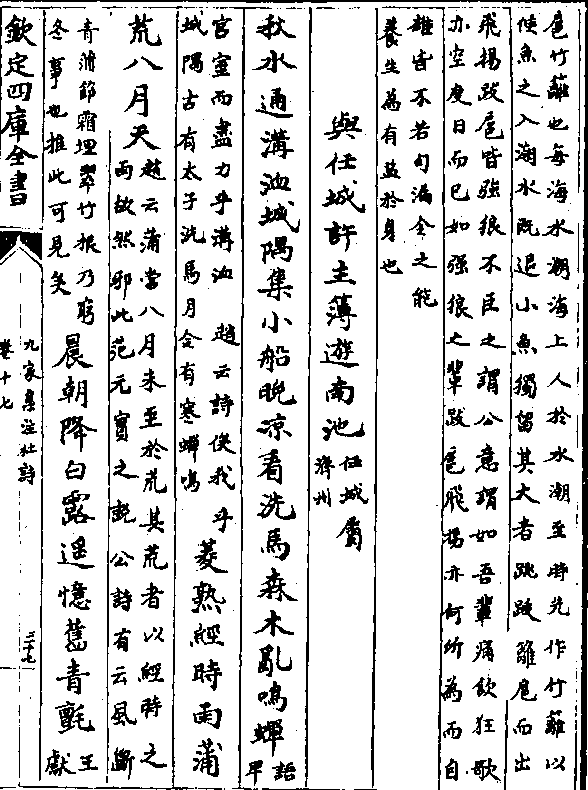 扈竹籬也每海水潮海上人於水潮至時先作竹籬以
使魚之入海水既退小魚獨留其大者跳跋籬扈而出
飛揚跋扈皆強狠不臣之謂公意謂如吾輩痛飲狂歌
亦空度日而已如强狼之輩跋扈飛揚亦何所為而自
雄皆不若句漏令之能
養生為有益於身也
與任城許主簿遊南池任城屬
濟州
秋水通溝洫城隅集小船晚凉看洗馬森木亂鳴蟬語
早
宮室而盡力乎溝洫 趙云詩俟我乎
城隅古有太子洗馬月令有寒蟬鳴
菱熟經時雨蒲
荒八月天趙云蒲當八月未至於荒其荒者以經時之
雨故然邪此范元實之說公詩有云風斷
青蒲節霜埋翠竹根乃窮
冬事也推此可見矣
晨朝降白露遥憶舊青氈王
獻
欽定四庫全書
九家集注杜詩
卷十七
三十七